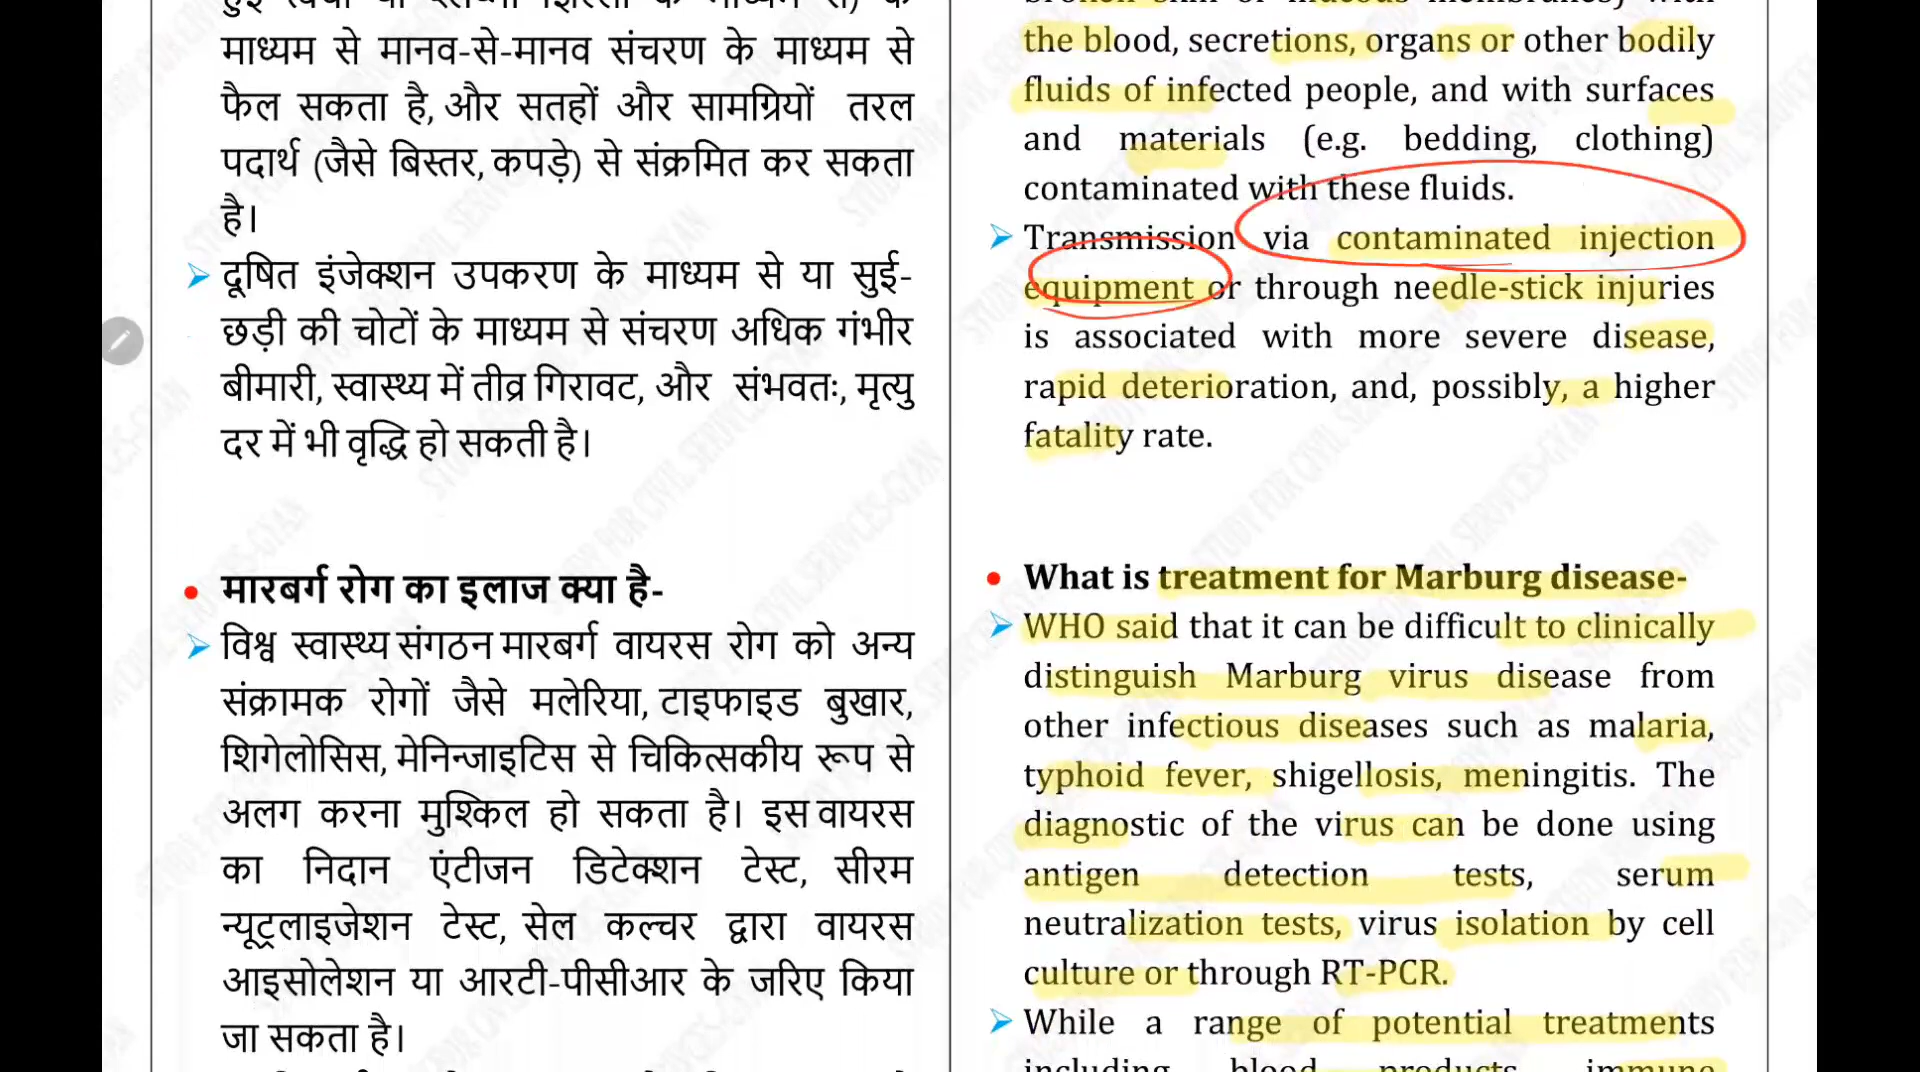 माध्यम से मानव-से-मानव संचरण के माध्यम से
फैल सकता है, और सतहों और सामग्रियों तरल
पदार्थ (जैसे बिस्तर, कपड़े) से संक्रमित कर सकता
है।
दूषित इंजेक्शन उपकरण के माध्यम से या सुई-
छड़ी की चोटों के माध्यम से संचरण अधिक गंभीर
बीमारी, स्वास्थ्य में तीव्र गिरावट, और संभवतः, मृत्यु
दर में भी वृद्धि हो सकती है।
मारबर्ग रोग का इलाज क्या है-
विश्व स्वास्थ्य संगठन मारबर्ग वायरस रोग को अन्य
संक्रामक रोगों जैसे मलेरिया, टाइफाइड बुखार,
शिगेलोसिस, मेनिन्जाइटिस से चिकित्सकीय रूप से
अलग करना मुश्किल हो सकता है। इस वायरस
का निदान एंटीजन डिटेक्शन टेस्ट, सीरम
न्यूट्रलाइजेशन टेस्ट, सेल कल्चर द्वारा वायरस
आइसोलेशन या आरटी-पीसीआर के जरिए किया
जा सकता है।
the blood, secretions, organs or other bodily
fluids of infected people, and with surfaces
and materials (e.g. bedding, clothing)
contaminated with these fluids.
Transmission via contaminated injection
equipment or through needle-stick injuries
is associated with more severe disease,
rapid deterioration, and, possibly, a higher
fatality rate.
What is treatment for Marburg disease-
WHO said that it can be difficult to clinically
distinguish Marburg virus disease from
other infectious diseases such as malaria,
typhoid fever, shigellosis, meningitis. The
diagnostic of the virus can be done using
antigen detection tests, serum
neutralization tests, virus isolation by cell
culture or through RT-PCR.
While a range of potential treatments
including blood products, immune